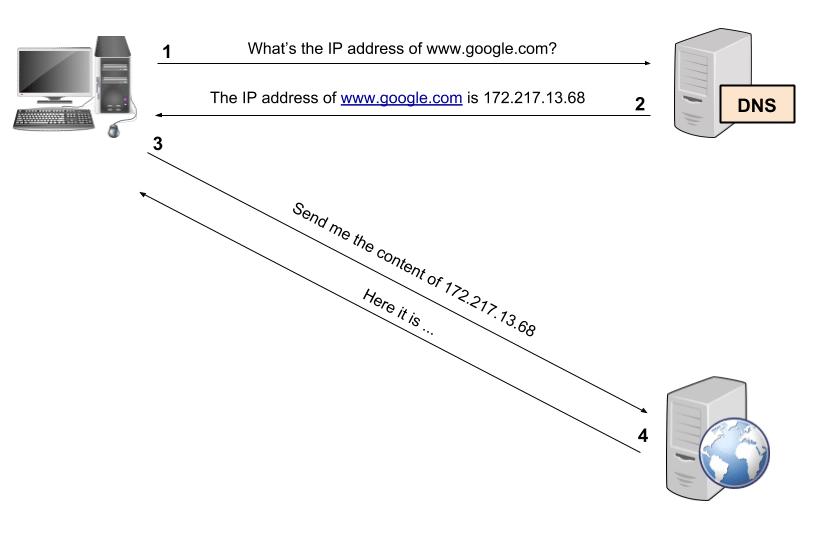 1
What's the IP address of www.google.com?
The IP address of www.google.com is 172.217.13.68
2
DNS
3
Send me the content of 172.217.13.68
Here it is ...
4